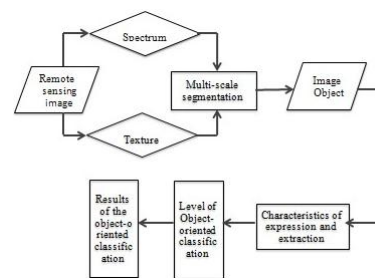 Spectrum
Remote
sensing
image
Multi-scale
segmentation
Image
Object
Texture
Results
of the
object-o
riented
classific
ation
Level of
Object-
oriented
classific
ation
Characteristics of
expression and
extraction